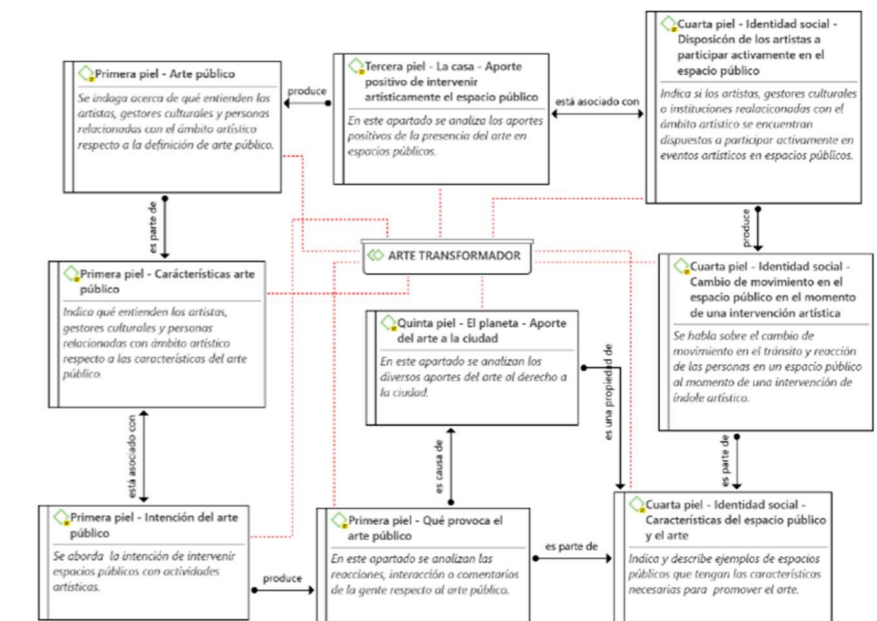 Primera piel - Arte público
Se indaga acerca de qué entienden los
artistas, gestores culturales y personas
relacionadas con el ámbito artístico
respecto a la definición de arte público.
produce
Tercera piel - La casa - Aporte
positivo de intervenir
artísticamente el espacio público
En este apartado se analiza los aportes
positivos de la presencia del arte en
espacios públicos.
está asociado con
Cuarta piel - Identidad social -
Disposicón de los artistas a
participar activamente en el
espacio público
Indica si los artistas, gestores culturales
o instituciones realacionadas con el
ámbito artístico se encuentran
dispuestos a participar activamente en
eventos artísticos en espacios públicos.
es parte de
produce
ARTE TRANSFORMADOR
Primera piel - Carácterísticas arte
público
Indica qué entienden los artistas,
gestores culturales y personas
relacionadas con ámbito artístico
respecto a las características del arte
público.
Quinta piel - El planeta - Aporte
del arte a la ciudad
En este apartado se analizan los
diversos aportes del arte al derecho a
la ciudad.
Cuarta piel - Identidad social -
Cambio de movimiento en el
espacio público en el momento
de una intervención artística
Se habla sobre el cambio de
movimiento en el tránsito y reacción
de las personas en un espacio público
al momento de una intervención de
índole artístico.
está asociado con
es causa de
es una propiedad de
es parte de
Primera piel - Intención del arte
público
Se aborda la intención de intervenir
espacios públicos con actividades
artísticas.
produce
Primera piel - Qué provoca el
arte público
En este apartado se analizan las
reacciones, interacción o comentarios
de la gente respecto al arte público.
es parte de
Cuarta piel - Identidad social -
Características del espacio público
y el arte
Indica y describe ejemplos de espacios
públicos que tengan las características
necesarias para promover el arte.